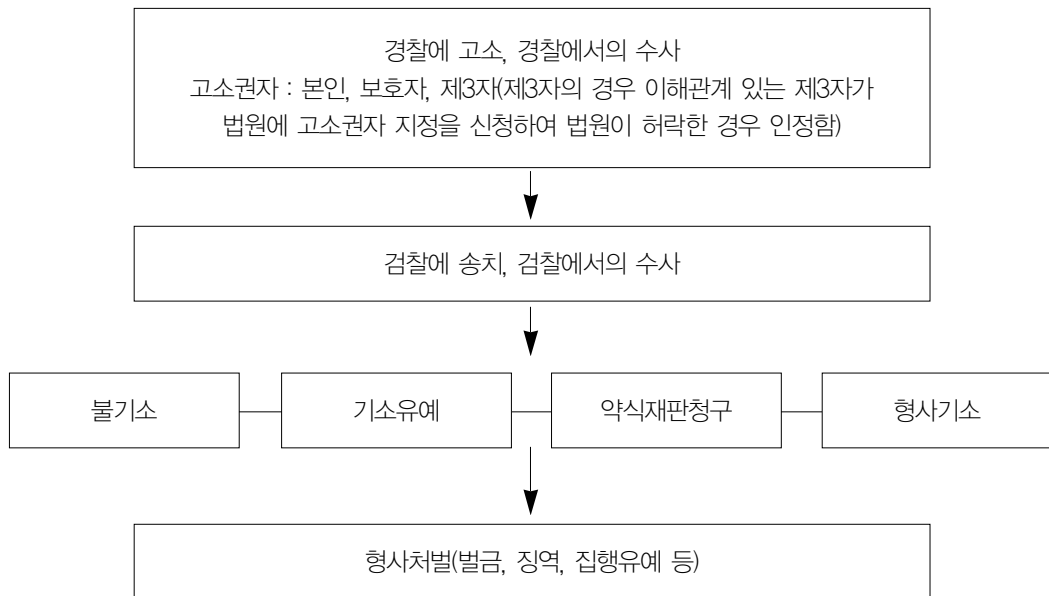 경찰에 고소, 경찰에서의 수사
고소권자 : 본인, 보호자, 제3자(제3자의 경우 이해관계 있는 제3자가
법원에 고소권자 지정을 신청하여 법원이 허락한 경우 인정함)
검찰에 송치, 검찰에서의 수사
불기소
기소유예
약식재판청구
형사기소
형사처벌(벌금, 징역, 집행유예 등)